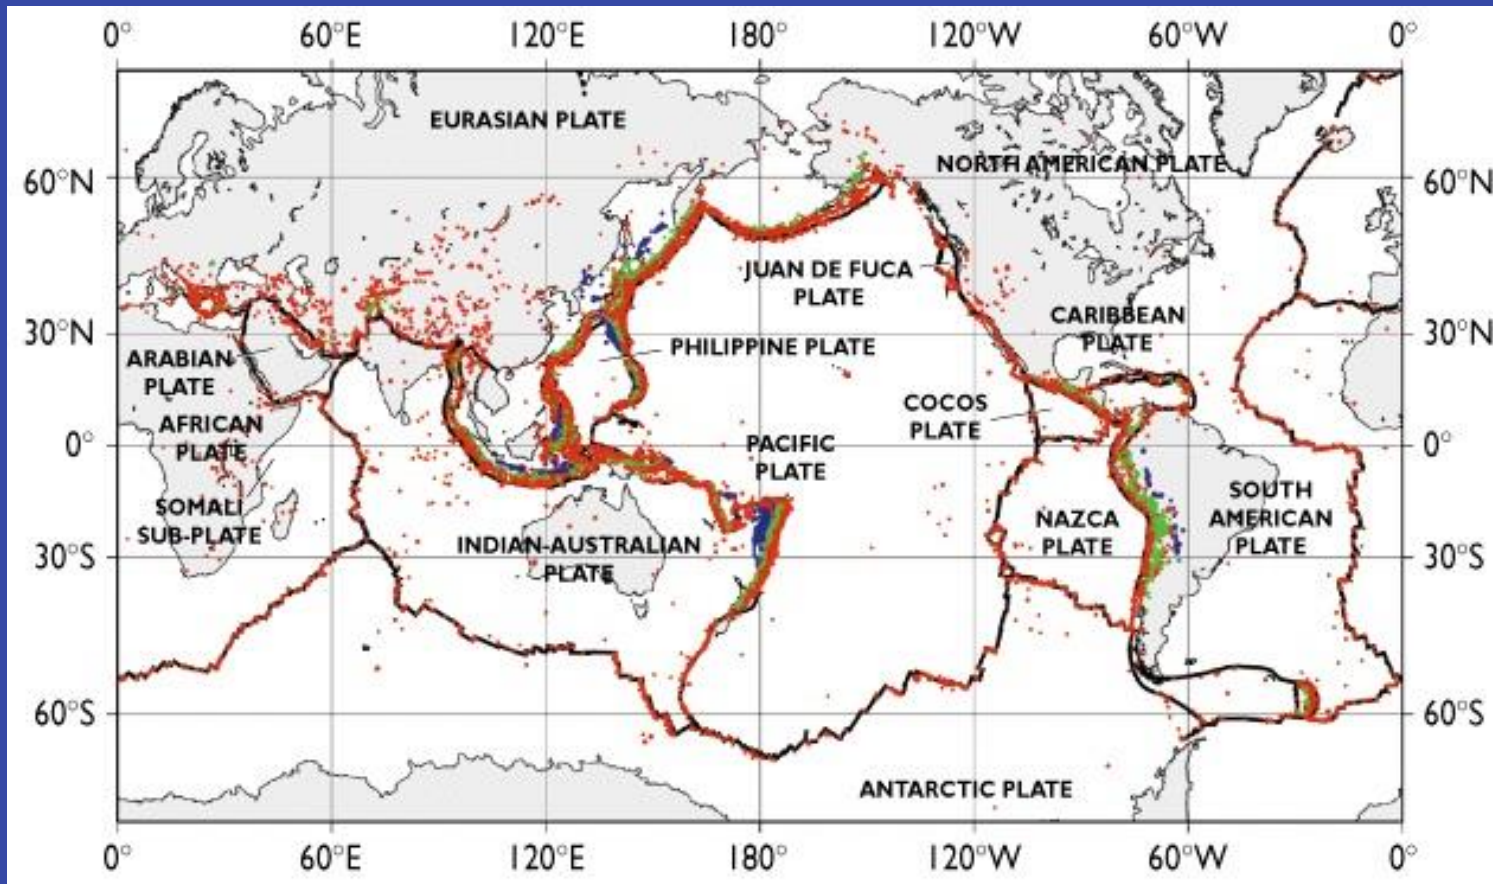 0°
60°E
120°E
180°
120°W
60°W
0°
EURASIAN PLATE
NORTH AMERICAN PLATE
60°N
60°N
JUAN DE FUCA
PLATE
CARIBBEAN
PLATE
30°N
30°N
PHILIPPINE PLATE
ARABIAN
PLATE
COCOS
PLATE
AFRICAN
PLATE
0°
0°
PACIFIC
PLATE
SOMALI
SUB-PLATE
NAZCA
PLATE
SOUTH
AMERICAN
PLATE
INDIAN-AUSTRALIAN
PLATE
30°S
30°S
60°S
60°S
ANTARCTIC PLATE
0°
60°E
120°E
180°
120°W
60°W
0°